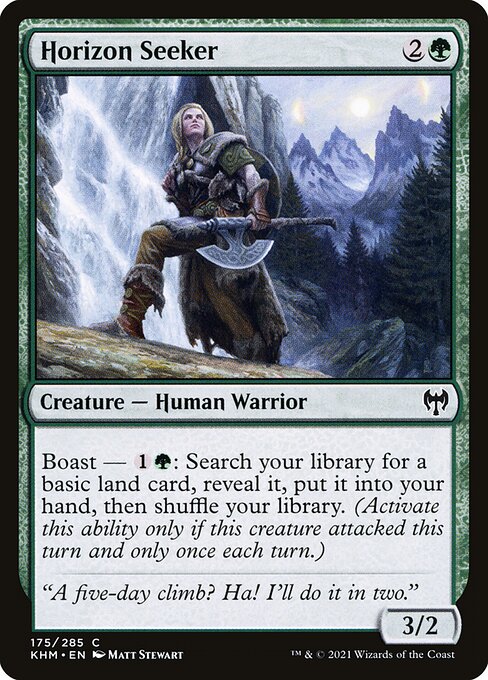 Horizon Seeker 2
Creature — Human Warrior
Boast — 1 : Search your library for a
basic land card, reveal it, put it into your
hand, then shuffle your library. (Activate
this ability only if this creature attacked this
turn and only once each turn.)
“A five-day climb? Ha! I’ll do it in two.”
3/2
175/285 C
KHM • EN Matt Stewart ™ & © 2021 Wizards of the Coast